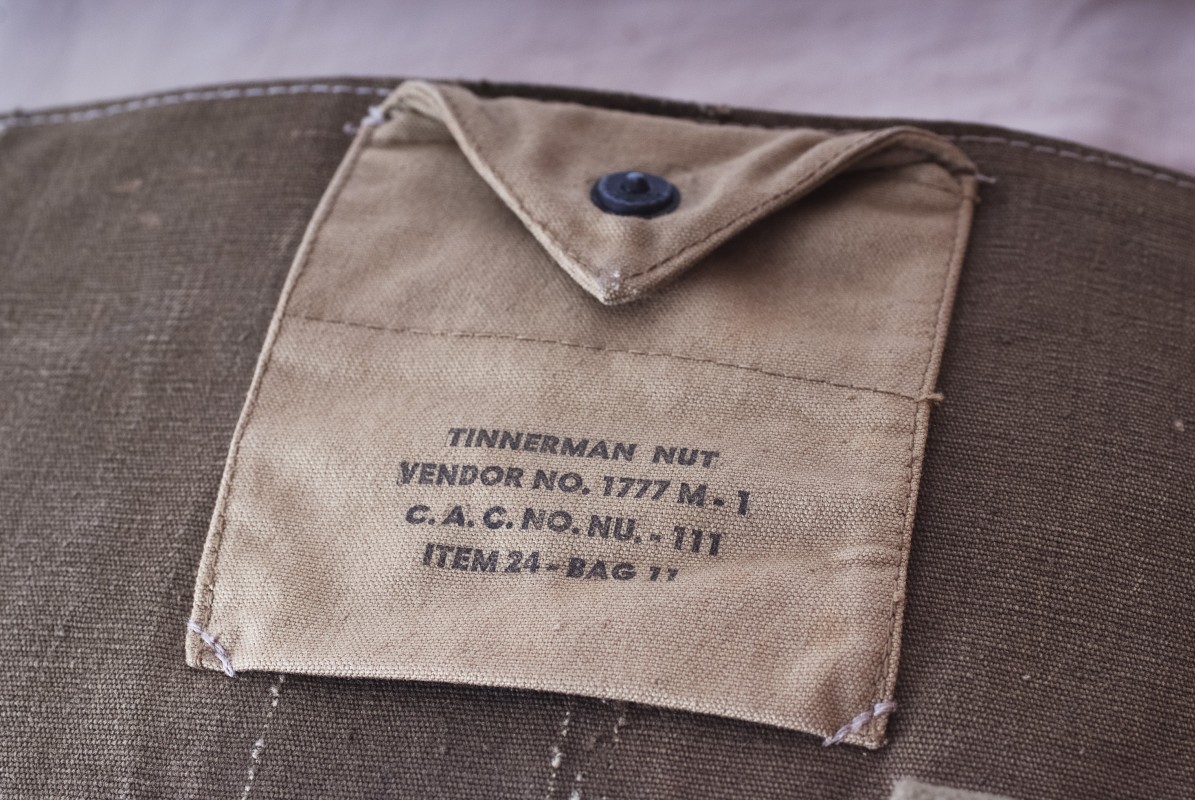 TINNERMAN NUT
VENDOR NO. 1777 M - 1
C. A. C. NO. NU. - 111
ITEM 24 - BAG 11